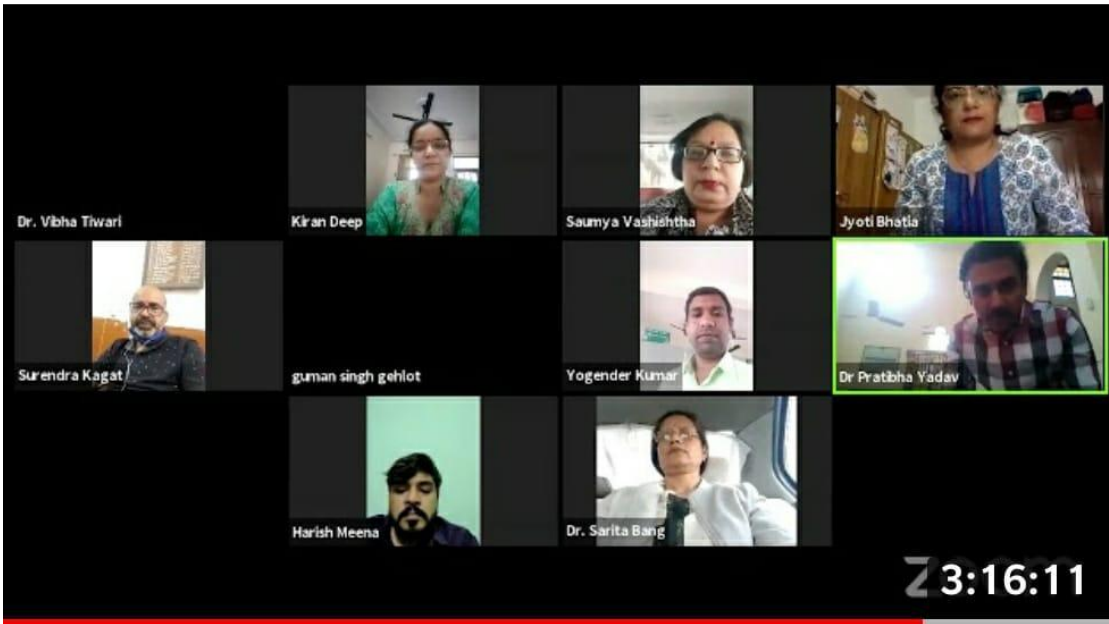 Dr. Vibha Tiwari
Kiran Deep
Saumya Vashishtha
Jyoti Bhatia
Surendra Kagat
guman singh gehlot
Yogender Kumar
Dr Pratibha Yadav
Harish Meena
Dr. Sarita Bang
zoom
3:16:11